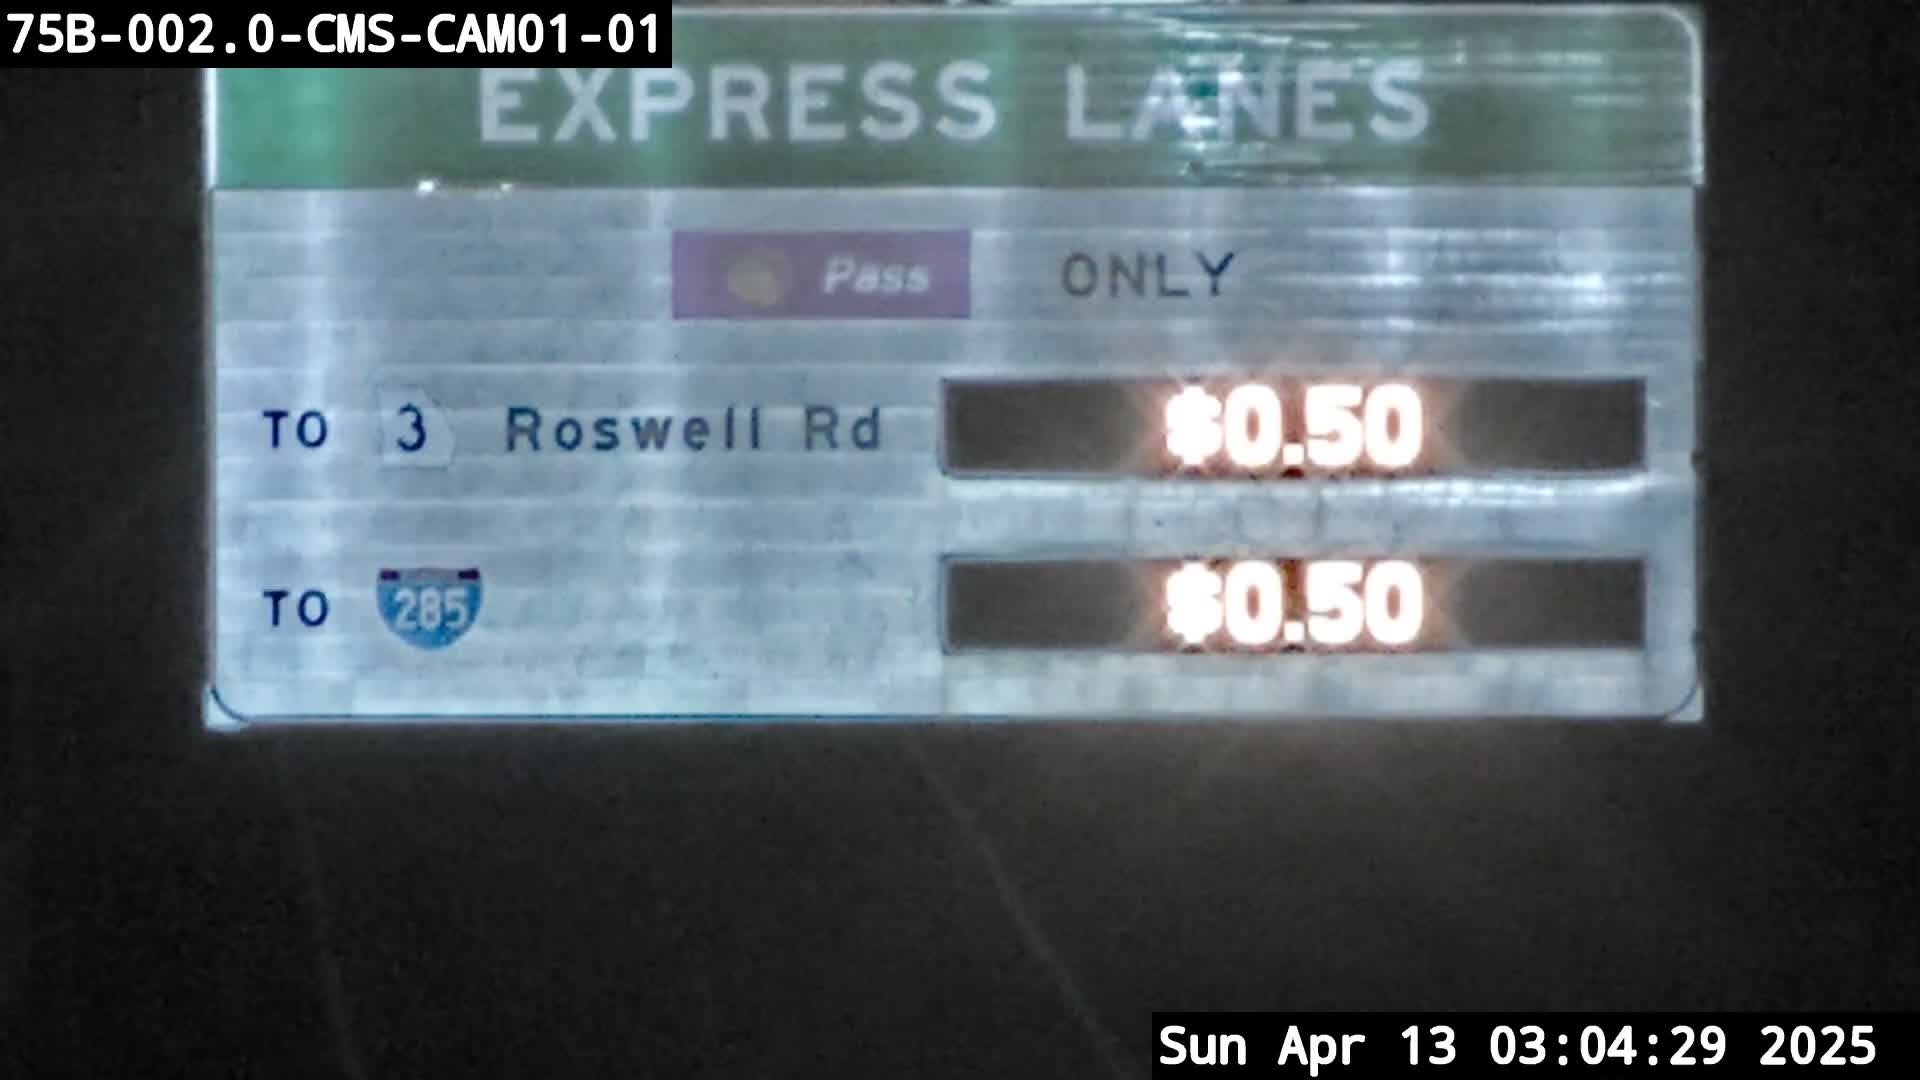 75B-002.0-CMS-CAM01-01
EXPRESS LANES
Pass ONLY
TO 3 Roswell Rd $0.50
TO 285 $0.50
Sun Apr 13 03:04:29 2025